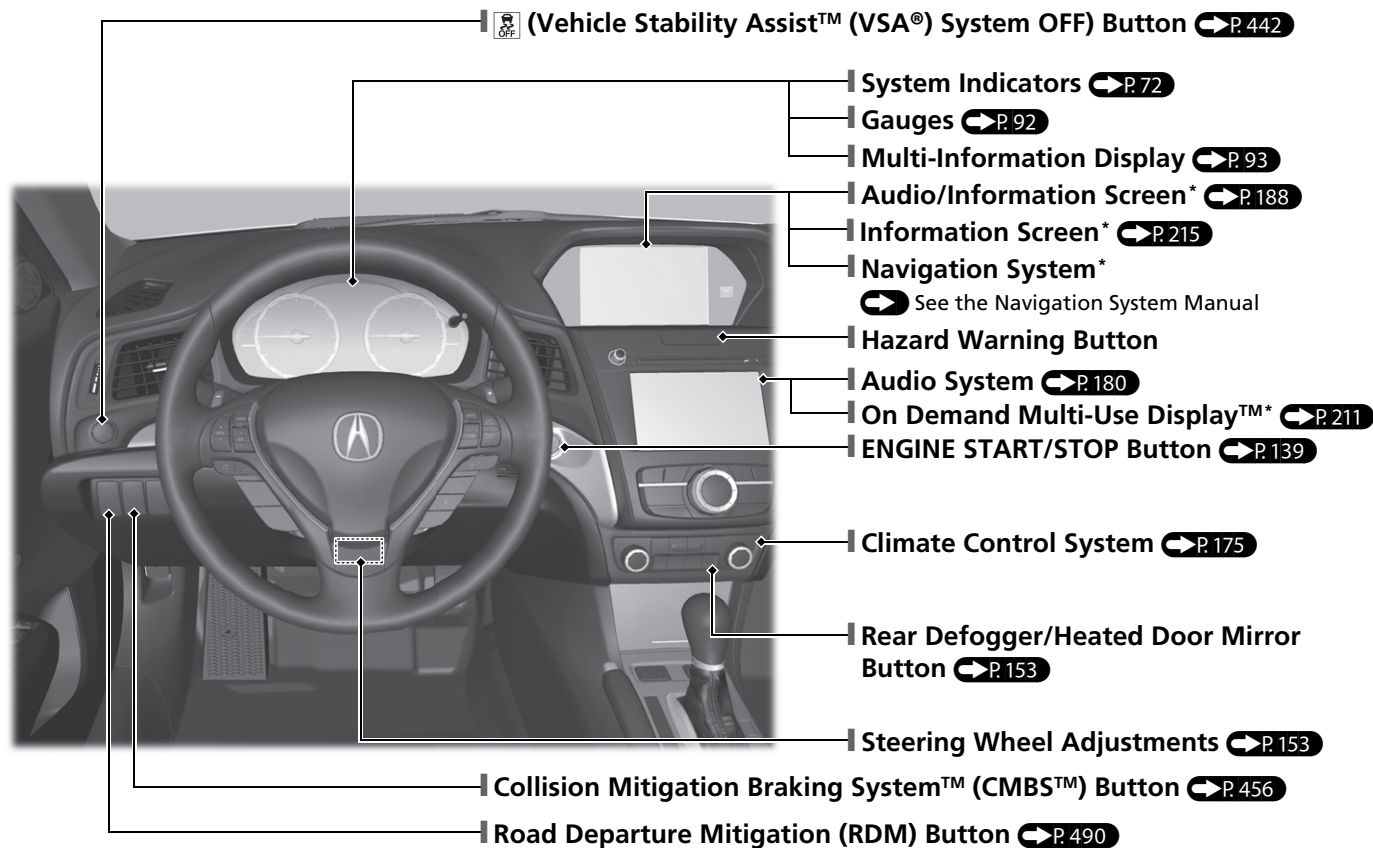 OFF (Vehicle Stability Assist™ (VSA®) System OFF) Button P. 442
System Indicators P. 72
Gauges P. 92
Multi-Information Display P. 93
Audio/Information Screen* P. 188
Information Screen* P. 215
Navigation System*
See the Navigation System Manual
Hazard Warning Button
Audio System P. 180
On Demand Multi-Use Display™* P. 211
ENGINE START/STOP Button P. 139
Climate Control System P. 175
Rear Defogger/Heated Door Mirror
Button P. 153
Steering Wheel Adjustments P. 153
Collision Mitigation Braking System™ (CMBS™) Button P. 456
Road Departure Mitigation (RDM) Button P. 490